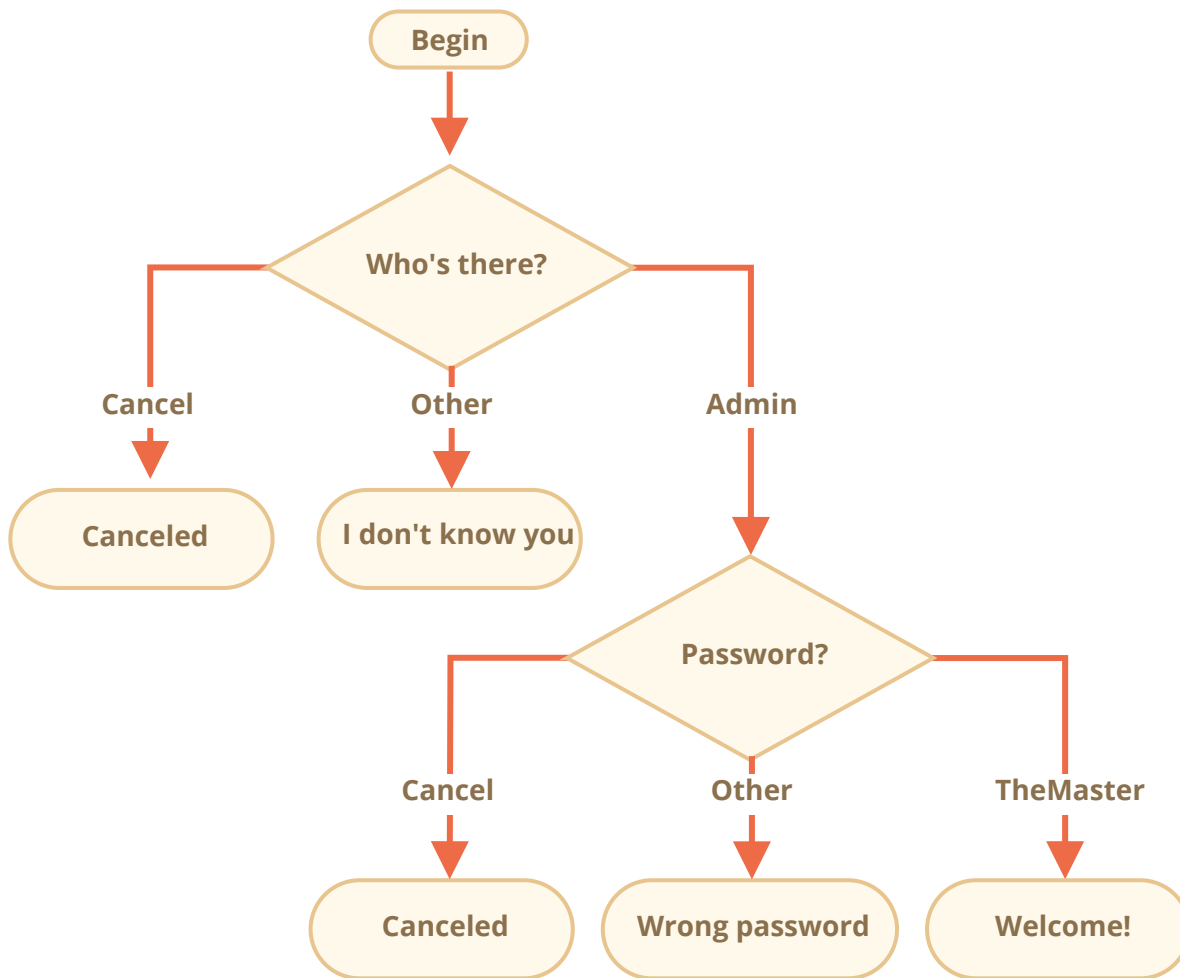 Begin
Who's there?
Cancel
Other
Admin
Canceled
I don't know you
Password?
Cancel
Other
TheMaster
Canceled
Wrong password
Welcome!